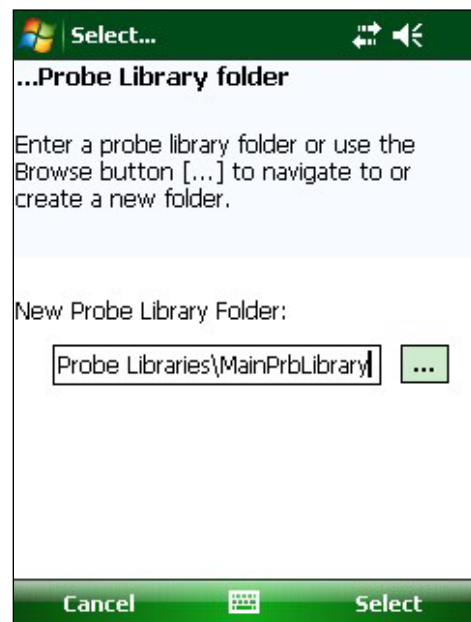 Select...
...Probe Library folder
Enter a probe library folder or use the
Browse button [...] to navigate to or
create a new folder.
New Probe Library Folder:
Probe Libraries\MainPrbLibrary
...
Cancel
Select